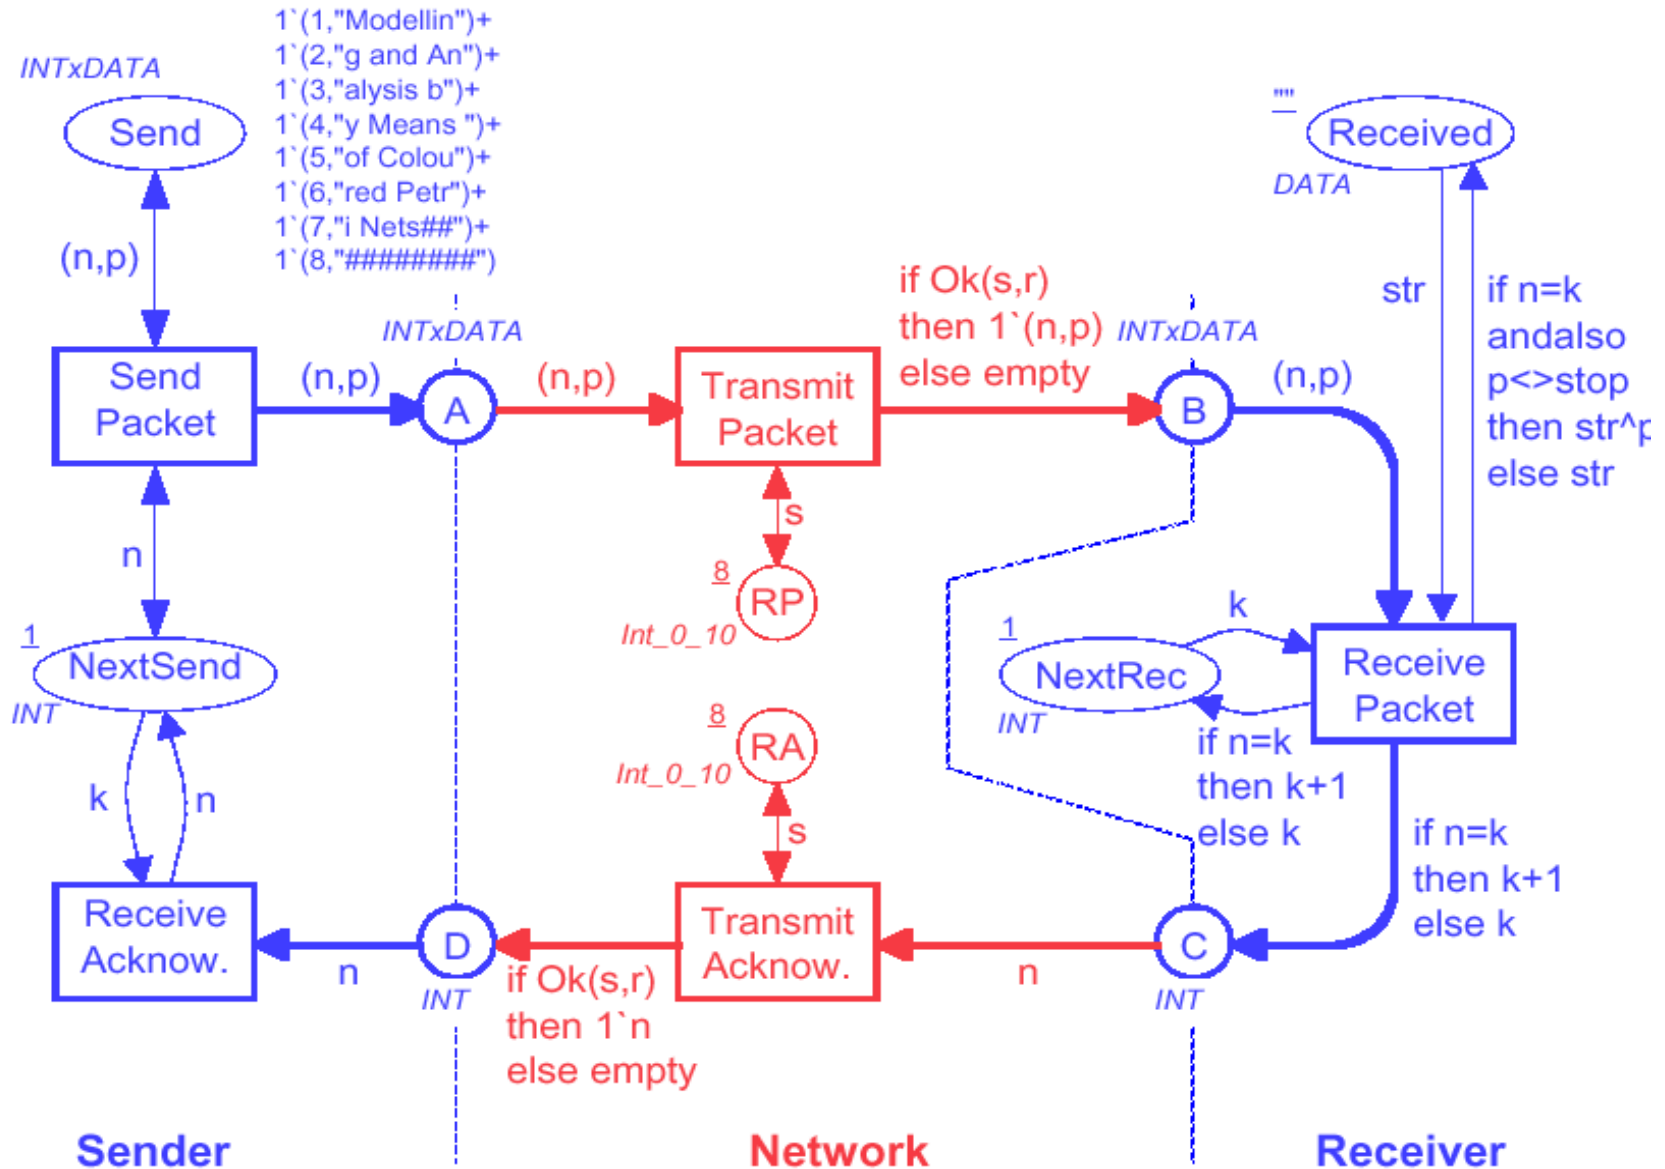 1`(1,"Modellin")+
1`(2,"g and An")+
1`(3,"alysis b")+
1`(4,"y Means ")+
1`(5,"of Colou")+
1`(6,"red Petr")+
1`(7,"i Nets##")+
1`(8,"########")
INTxDATA
Send
(n,p)
Send
Packet
(n,p)
INTxDATA
A
(n,p)
Transmit
Packet
if Ok(s,r)
then 1`(n,p)
else empty
INTxDATA
B
(n,p)
""
Received
DATA
str
if n=k
andalso
p<>stop
then str^p
else str
n
1
NextSend
INT
s
8
RP
Int_0_10
8
RA
Int_0_10
s
1
NextRec
INT
k
Receive
Packet
if n=k
then k+1
else k
if n=k
then k+1
else k
k
n
Receive
Acknow.
n
D
INT
if Ok(s,r)
then 1`n
else empty
Transmit
Acknow.
n
C
INT
Sender
Network
Receiver